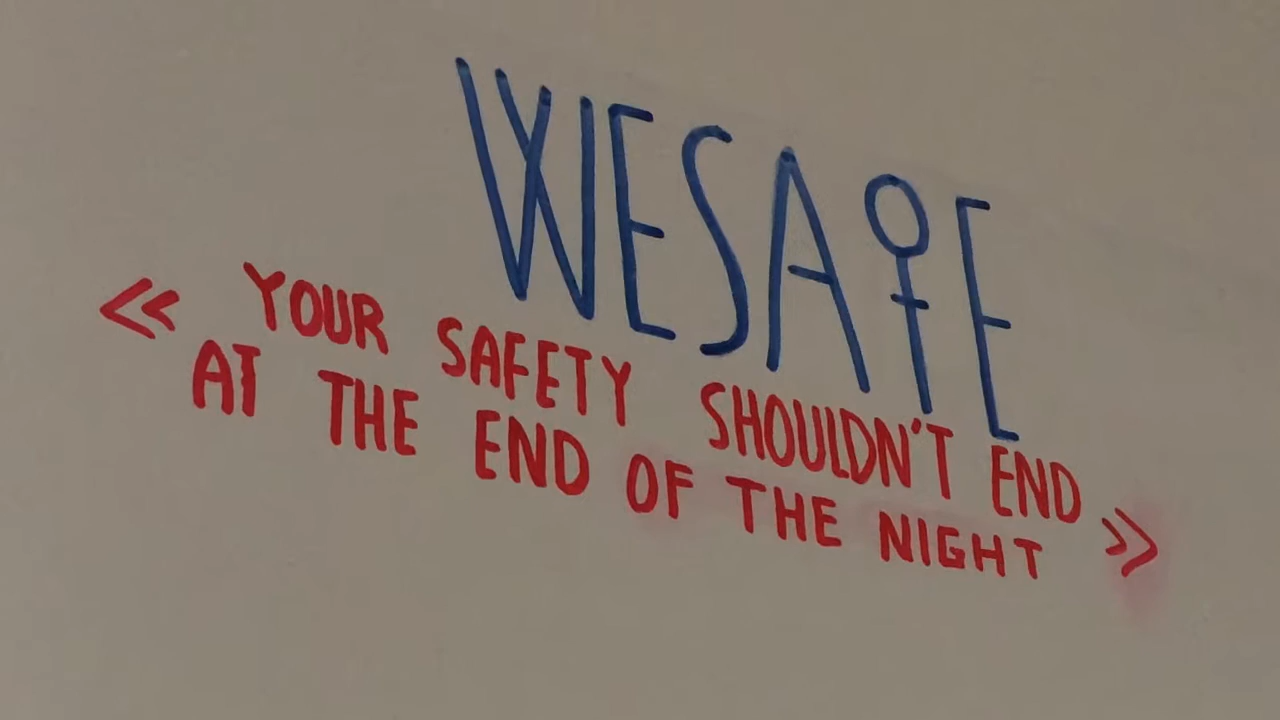 WESAFE
« YOUR SAFETY SHOULDN'T END
AT THE END OF THE NIGHT »